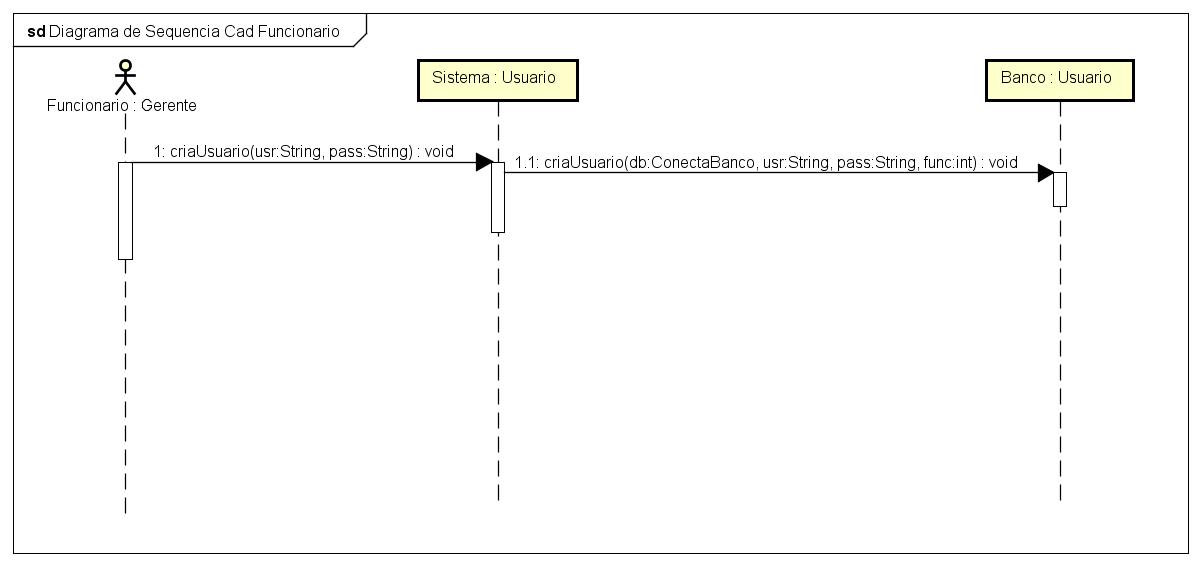 sd Diagrama de Sequencia Cad Funcionario
Funcionario : Gerente
Sistema : Usuario
Banco : Usuario
1: criaUsuario(usr:String, pass:String) : void
1.1: criaUsuario(db:ConectaBanco, usr:String, pass:String, func:int) : void